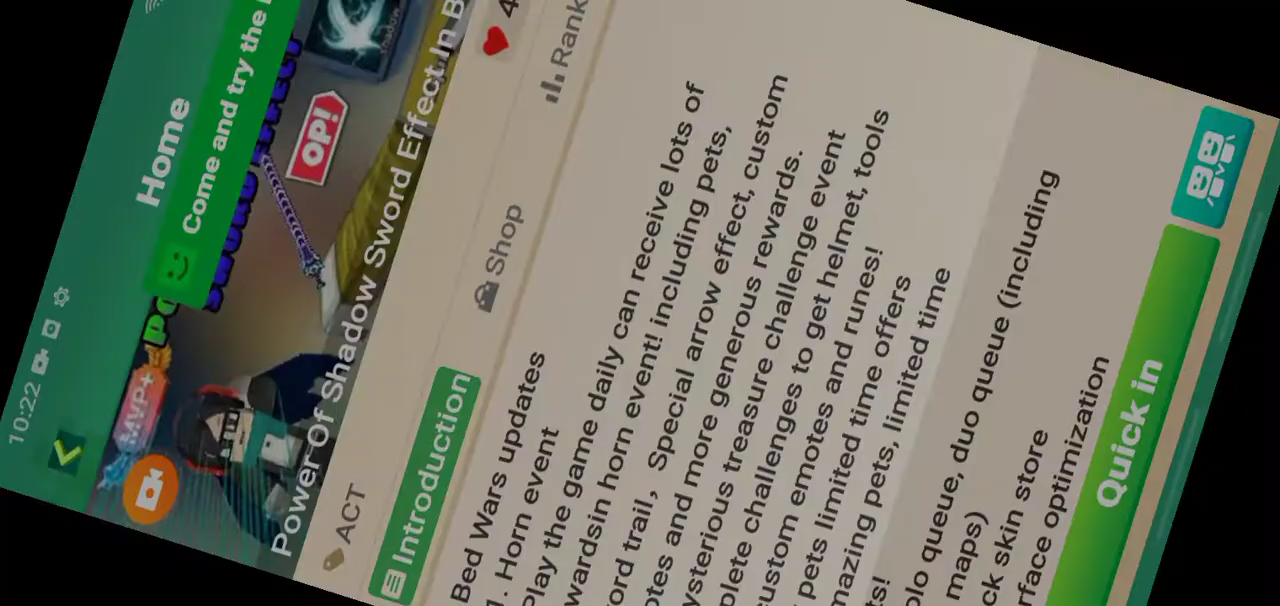 10:22
Home
Come and try the
MVP+
OP!
Power Of Shadow Sword Effect In B
4
ACT
Introduction
Shop
Rank
Bed Wars updates
1. Horn event
Play the game daily can receive lots of
wardsin horn event! including pets,
ord trail, Special arrow effect, custom
otes and more generous rewards.
ysterious treasure challenge event
plete challenges to get helmet, tools
ustom emotes and runes!
pets limited time offers
mazing pets, limited time
ts!
olo queue, duo queue (including
maps)
ck skin store
rface optimization
Quick in